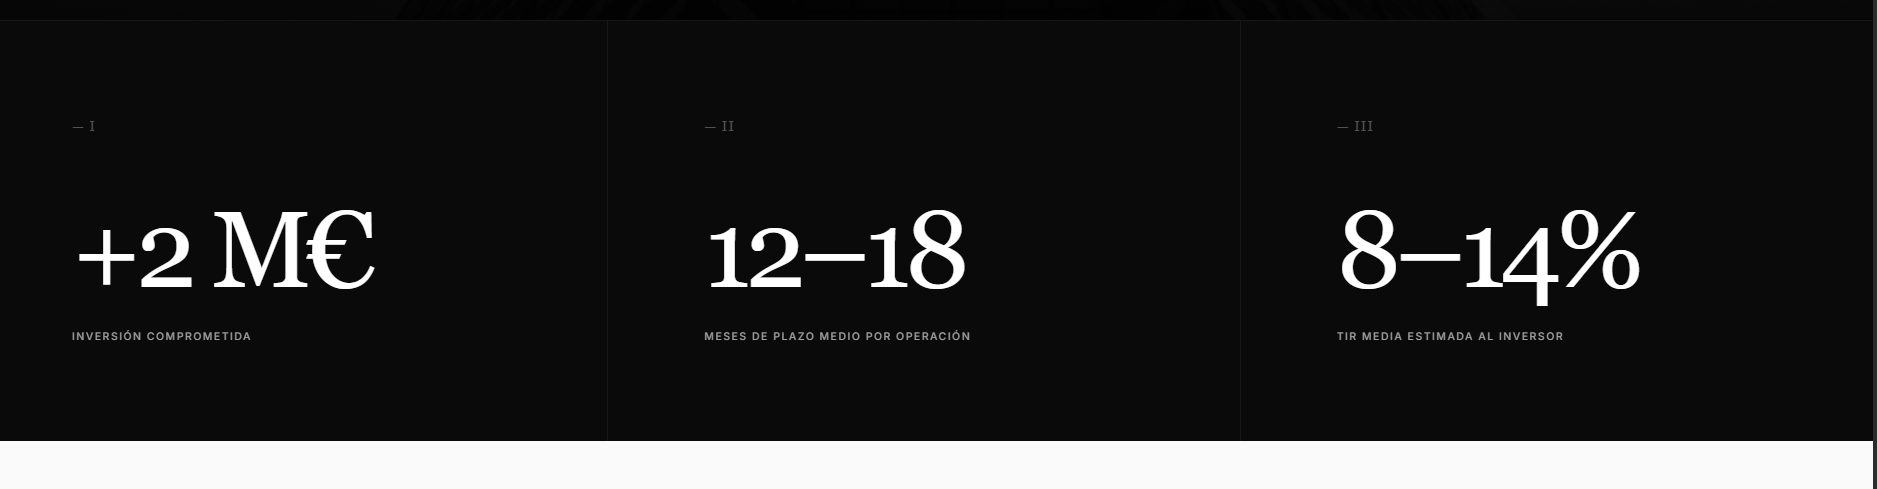 — I
+2 M€
INVERSIÓN COMPROMETIDA
— II
12–18
MESES DE PLAZO MEDIO POR OPERACIÓN
— III
8–14%
TIR MEDIA ESTIMADA AL INVERSOR